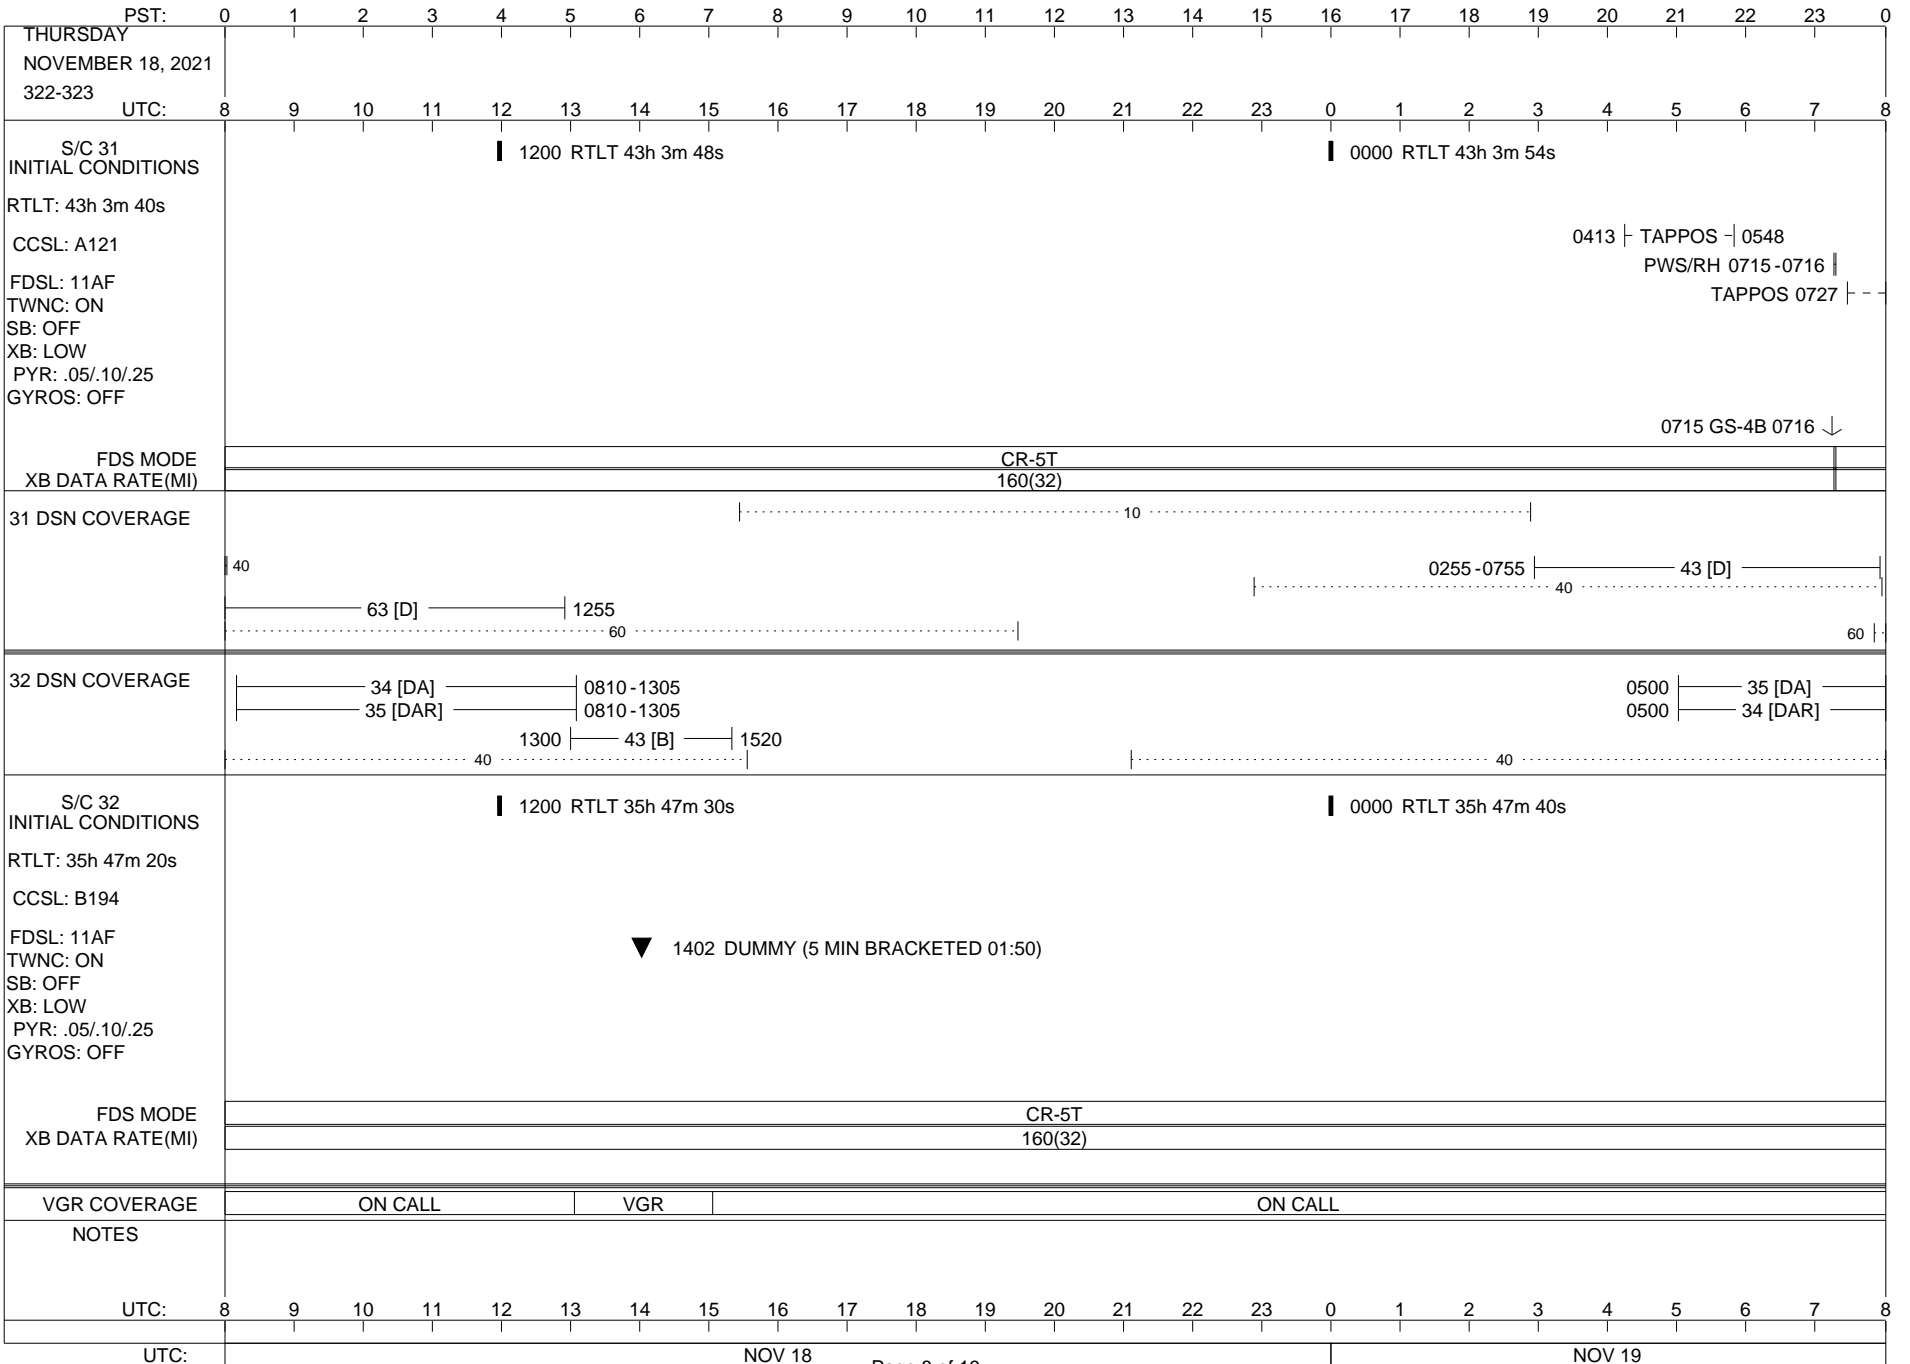 PST: 0 1 2 3 4 5 6 7 8 9 10 11 12 13 14 15 16 17 18 19 20 21 22 23 0
THURSDAY
NOVEMBER 18, 2021
322-323
UTC: 8 9 10 11 12 13 14 15 16 17 18 19 20 21 22 23 0 1 2 3 4 5 6 7 8
S/C 31
INITIAL CONDITIONS
1200 RTLT 43h 3m 48s
0000 RTLT 43h 3m 54s
RTLT: 43h 3m 40s
CCSL: A121
0413 TAPPOS 0548
PWS/RH 0715-0716
FDSL: 11AF
TAPPOS 0727
TWNC: ON
SB: OFF
XB: LOW
PYR: .05/.10/.25
GYROS: OFF
0715 GS-4B 0716
FDS MODE CR-5T
XB DATA RATE(MI) 160(32)
31 DSN COVERAGE
10
40
0255-0755 43 [D]
40
63 [D] 1255
60
60
32 DSN COVERAGE
34 [DA] 0810-1305
0500 35 [DA]
35 [DAR] 0810-1305
0500 34 [DAR]
1300 43 [B] 1520
40
40
S/C 32
INITIAL CONDITIONS
1200 RTLT 35h 47m 30s
0000 RTLT 35h 47m 40s
RTLT: 35h 47m 20s
CCSL: B194
FDSL: 11AF
1402 DUMMY (5 MIN BRACKETED 01:50)
TWNC: ON
SB: OFF
XB: LOW
PYR: .05/.10/.25
GYROS: OFF
FDS MODE CR-5T
XB DATA RATE(MI) 160(32)
VGR COVERAGE ON CALL VGR ON CALL
NOTES
UTC: 8 9 10 11 12 13 14 15 16 17 18 19 20 21 22 23 0 1 2 3 4 5 6 7 8
UTC: NOV 18 NOV 19